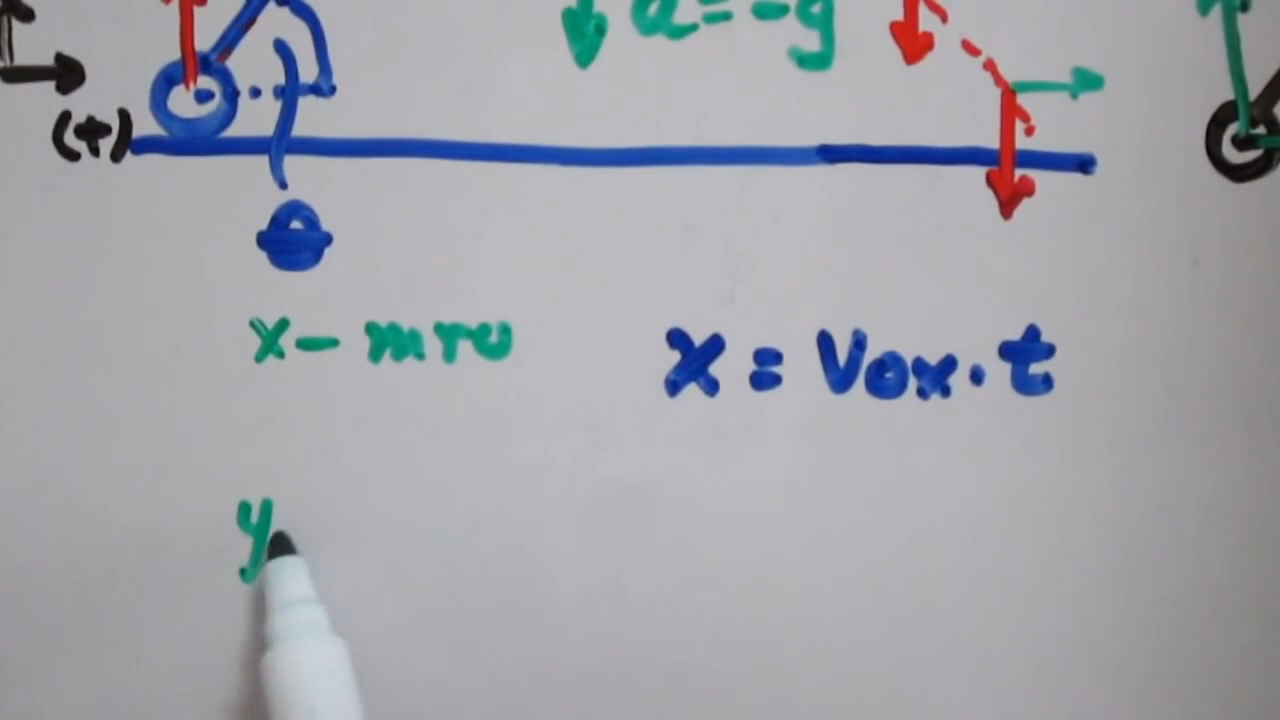 a = -g
(+)
θ
x - mru
x = Vox · t
y